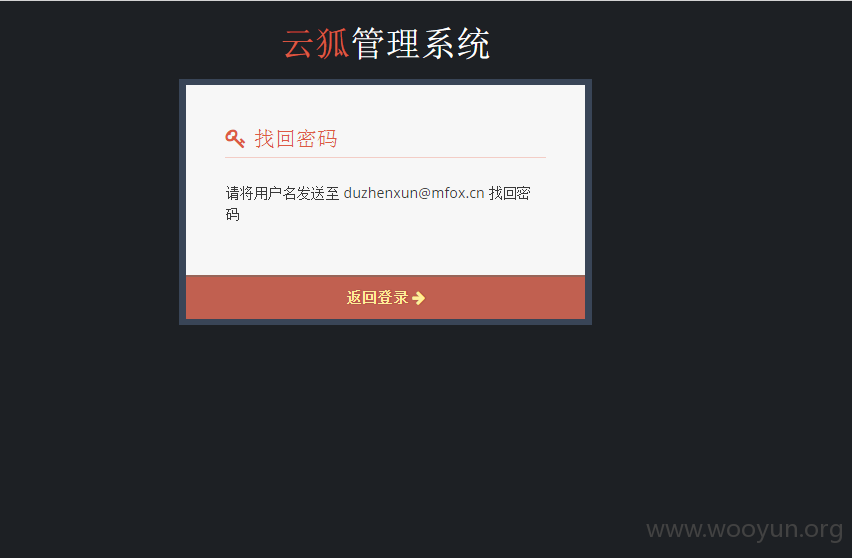 云狐管理系统
找回密码
请将用户名发送至 duzhenxun@mfox.cn 找回密
码
返回登录
www.wooyun.org